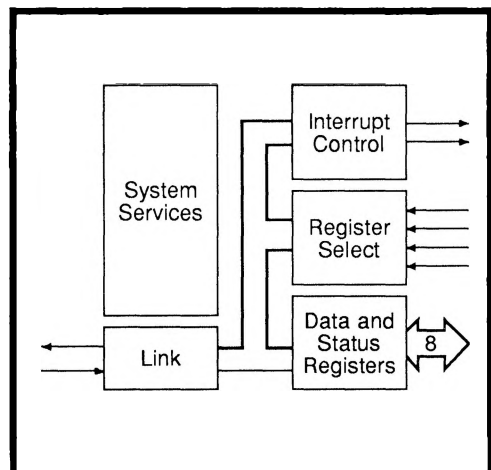 System
Services
Interrupt
Control
Register
Select
Link
Data and
Status
Registers
8